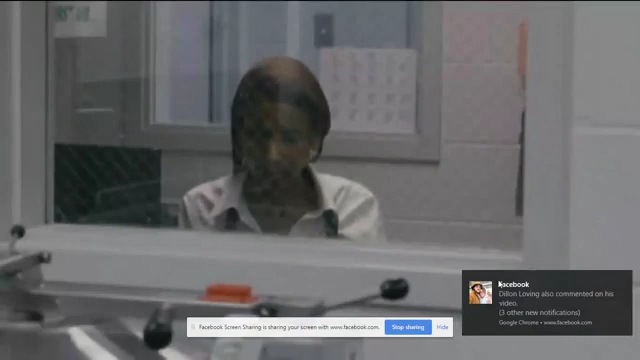 Facebook
Dillon Loving also commented on his
video.
(3 other new notifications)
Google Chrome • www.facebook.com
Facebook Screen Sharing is sharing your screen with www.facebook.com.
Stop sharing
Hide